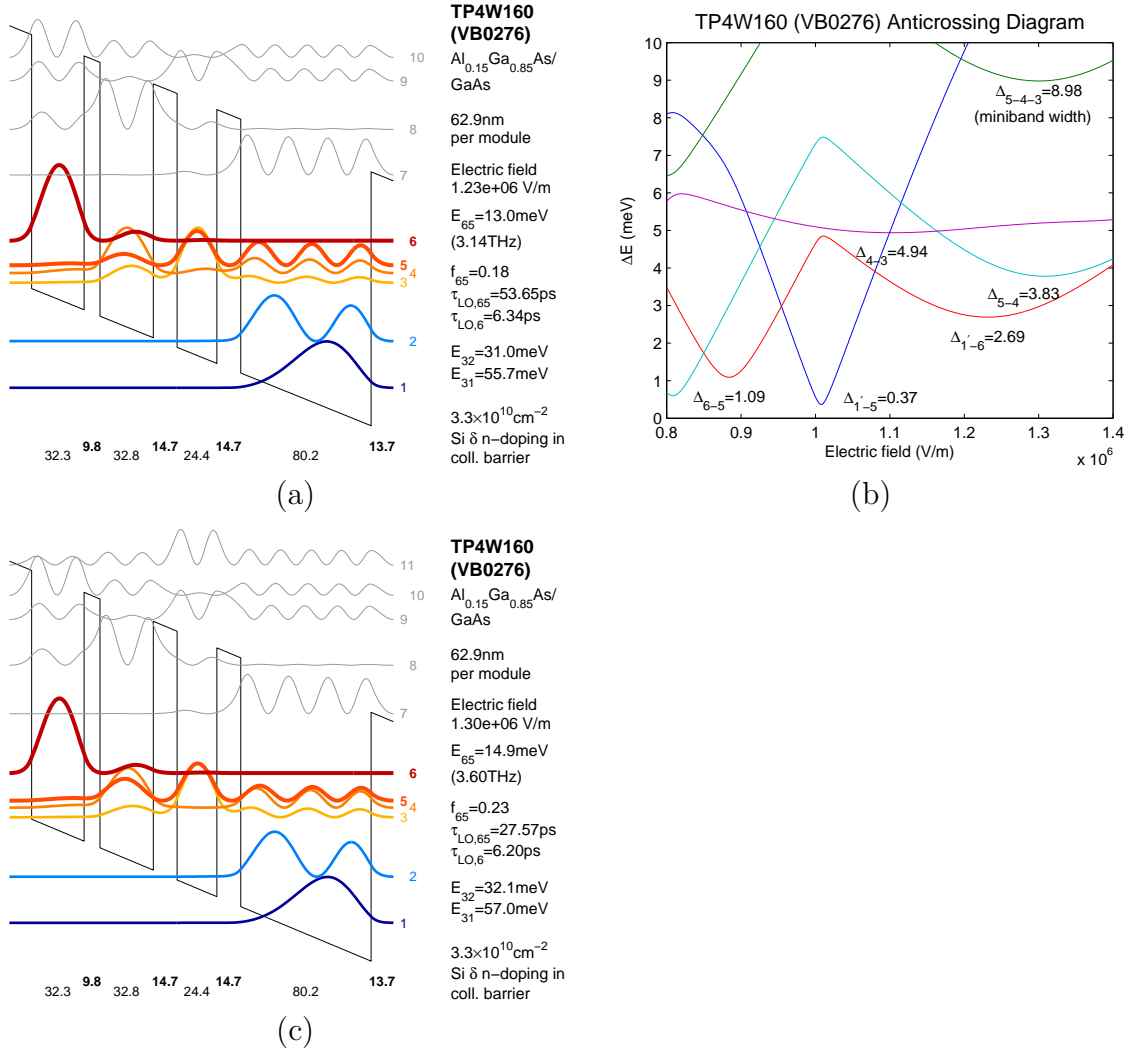 TP4W160
(VB0276)
Al0.15Ga0.85As/
GaAs
62.9nm
per module
Electric field
1.23e+06 V/m
E65=13.0meV
(3.14THz)
f65=0.18
τLO,65=53.65ps
τLO,6=6.34ps
E32=31.0meV
E31=55.7meV
3.3×10^10cm^−2
Si δ n−doping in
coll. barrier
10
9
8
7
6
5
4
3
2
1
9.8
14.7
14.7
13.7
32.3
32.8
24.4
80.2
(a)
TP4W160 (VB0276) Anticrossing Diagram
10
9
8
7
6
5
4
3
2
1
0
ΔE (meV)
Δ5−4−3=8.98
(miniband width)
Δ4−3=4.94
Δ5−4=3.83
Δ1′−6=2.69
Δ6−5=1.09
Δ1′−5=0.37
0.8
0.9
1
1.1
1.2
1.3
1.4
Electric field (V/m)
x 10^6
(b)
TP4W160
(VB0276)
Al0.15Ga0.85As/
GaAs
62.9nm
per module
Electric field
1.30e+06 V/m
E65=14.9meV
(3.60THz)
f65=0.23
τLO,65=27.57ps
τLO,6=6.20ps
E32=32.1meV
E31=57.0meV
3.3×10^10cm^−2
Si δ n−doping in
coll. barrier
11
10
9
8
7
6
5
4
3
2
1
9.8
14.7
14.7
13.7
32.3
32.8
24.4
80.2
(c)